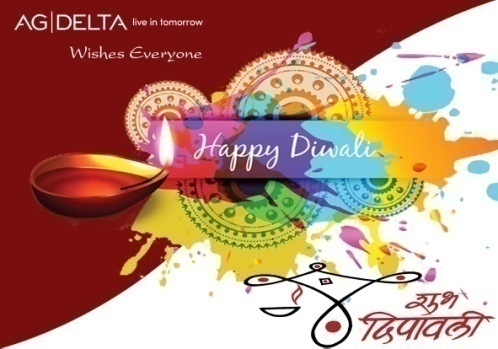 AG|DELTA live in tomorrow
Wishes Everyone
Happy Diwali
शुभ
दिपावली